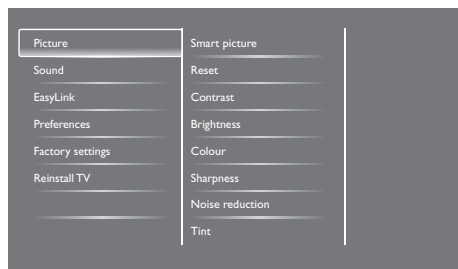 Picture
Sound
EasyLink
Preferences
Factory settings
Reinstall TV
Smart picture
Reset
Contrast
Brightness
Colour
Sharpness
Noise reduction
Tint